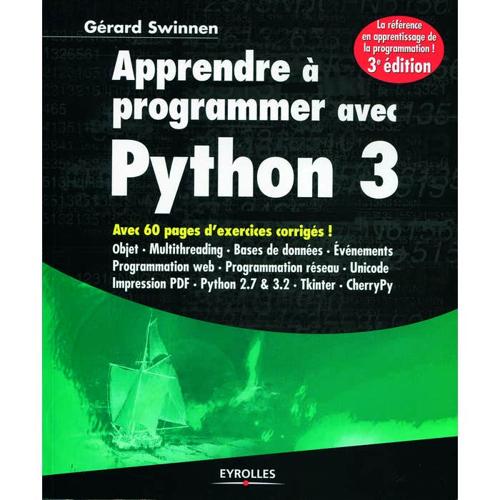 Gérard Swinnen
La référence
en apprentissage de
la programmation !
3e édition
Apprendre à
programmer avec
Python 3
Avec 60 pages d’exercices corrigés !
Objet • Multithreading • Bases de données • Événements
Programmation web • Programmation réseau • Unicode
Impression PDF • Python 2.7 & 3.2 • Tkinter • CherryPy
EYROLLES